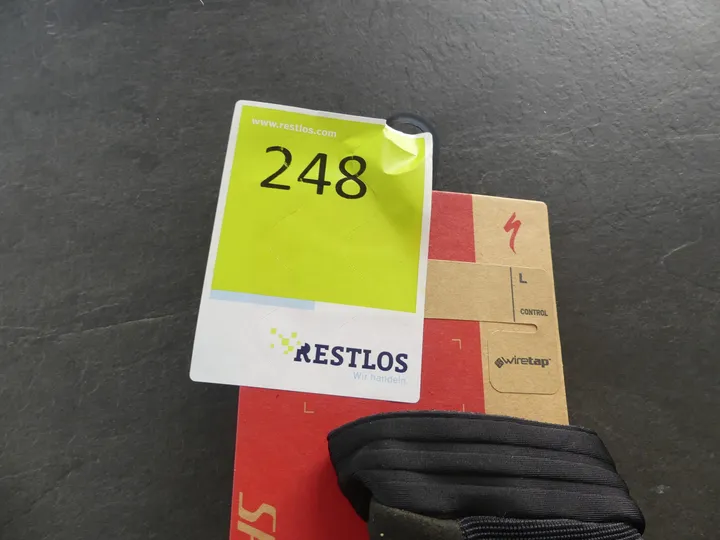 www.restlos.com
248
RESTLOS
Wir handeln.
L
CONTROL
wiretap